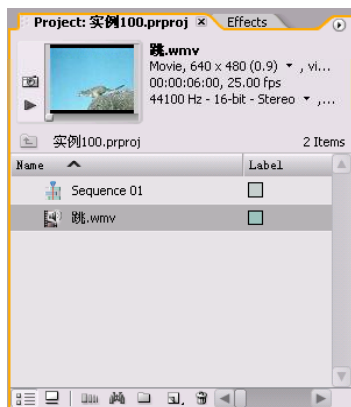 Project: 实例100.prproj × Effects
跳.wmv
Movie, 640 x 480 (0.9) , vi...
00:00:06:00, 25.00 fps
44100 Hz - 16-bit - Stereo ,...
实例100.prproj 2 Items
Name Label
Sequence 01
跳.wmv